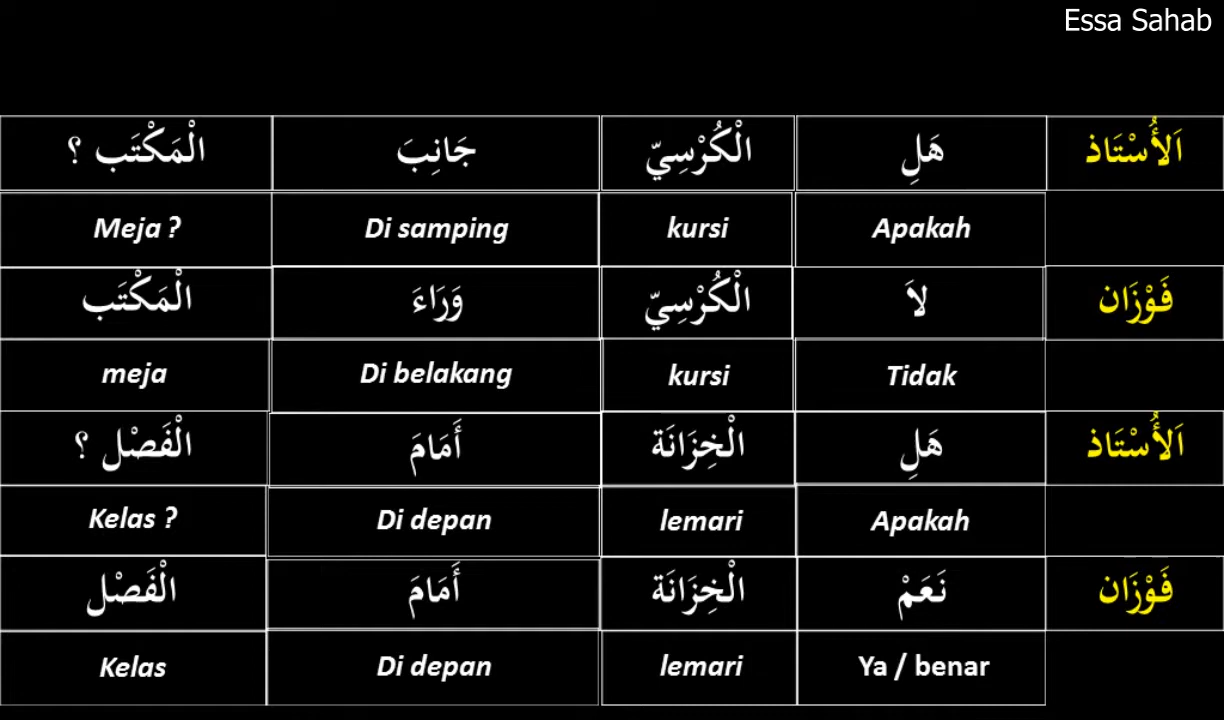 Essa Sahab
اَلأُسْتَاذ هَلِ الْكُرْسِيّ جَانِبَ الْمَكْتَب ؟
Apakah kursi Di samping Meja ?
فَوْزَان لاَ الْكُرْسِيّ وَرَاءَ الْمَكْتَب
Tidak kursi Di belakang meja
اَلأُسْتَاذ هَلِ الْخِزَانَة أَمَامَ الْفَصْل ؟
Apakah lemari Di depan Kelas ?
فَوْزَان نَعَمْ الْخِزَانَة أَمَامَ الْفَصْل
Ya / benar lemari Di depan Kelas